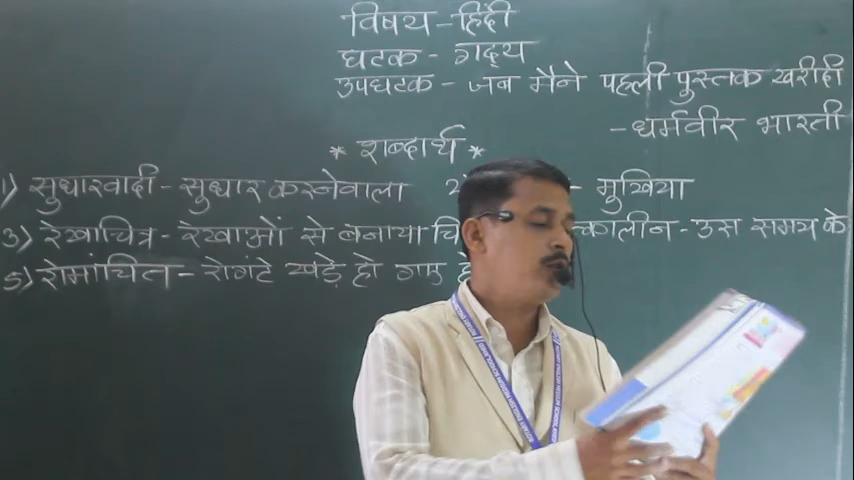 विषय - हिंदी
घटक - गद्य
उपघटक - जब मैने पहली पुस्तक खरीदी
- धर्मवीर भारती
* शब्दार्थ *
1) सुधारवादी - सुधार करनेवाला - मुखिया
3) रेखाचित्र - रेखाओं से बनाया - उस समय के
5) रोमांचित - रोगंटे खड़े हो गए